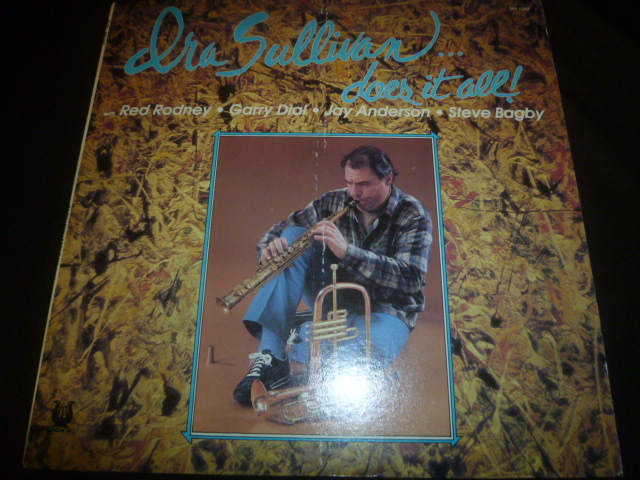 Ira Sullivan...
does it all!
with Red Rodney • Garry Dial • Jay Anderson • Steve Bagby